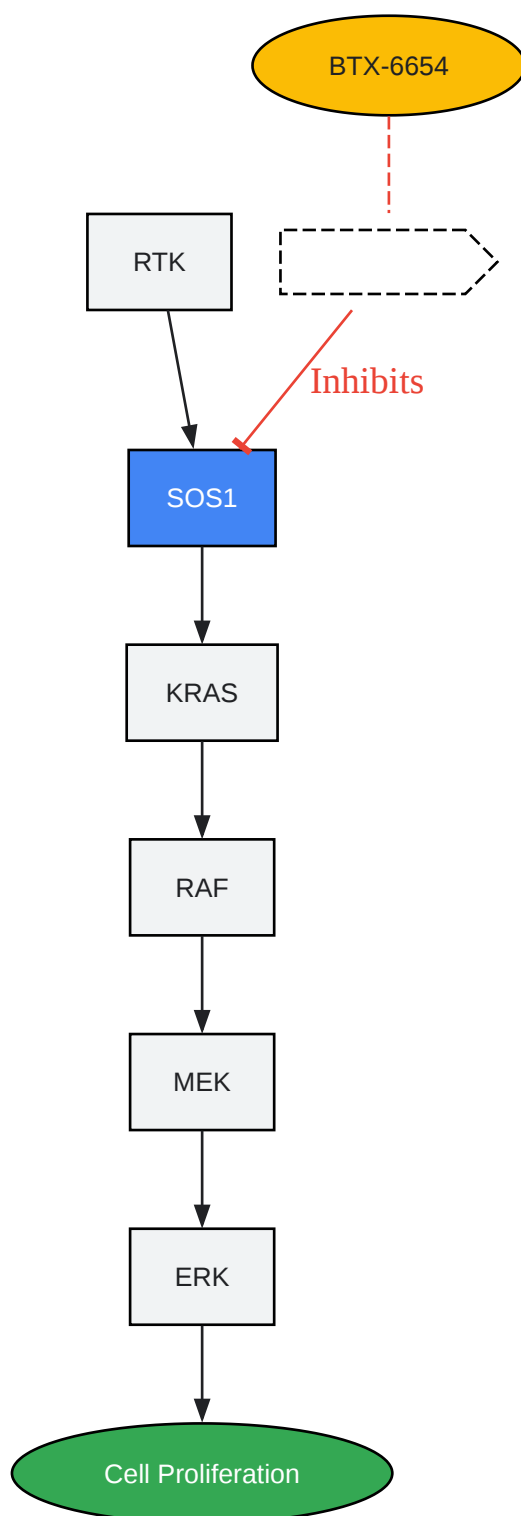 BTX-6654
RTK
Inhibits
SOS1
KRAS
RAF
MEK
ERK
Cell Proliferation